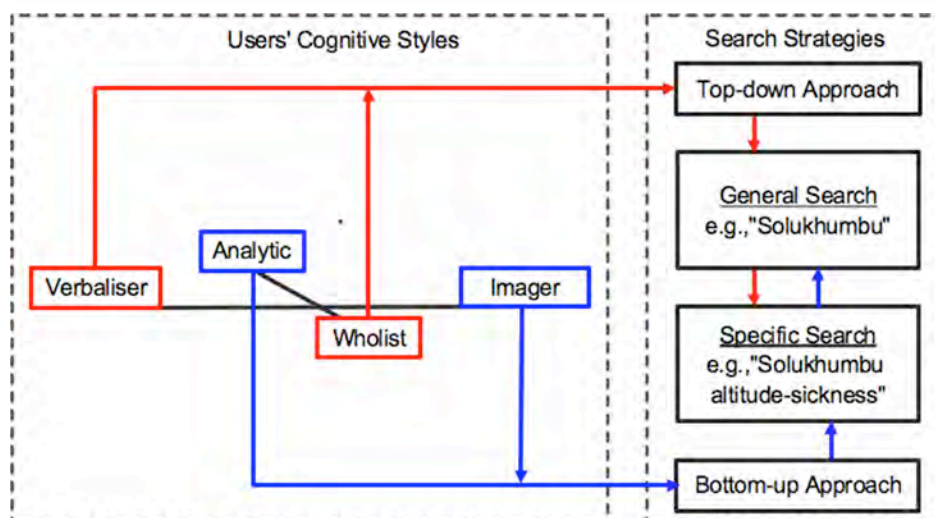 Users' Cognitive Styles
Verbaliser
Analytic
Wholist
Imager
Search Strategies
Top-down Approach
General Search
e.g.,"Solukhumbu"
Specific Search
e.g.,"Solukhumbu
altitude-sickness"
Bottom-up Approach